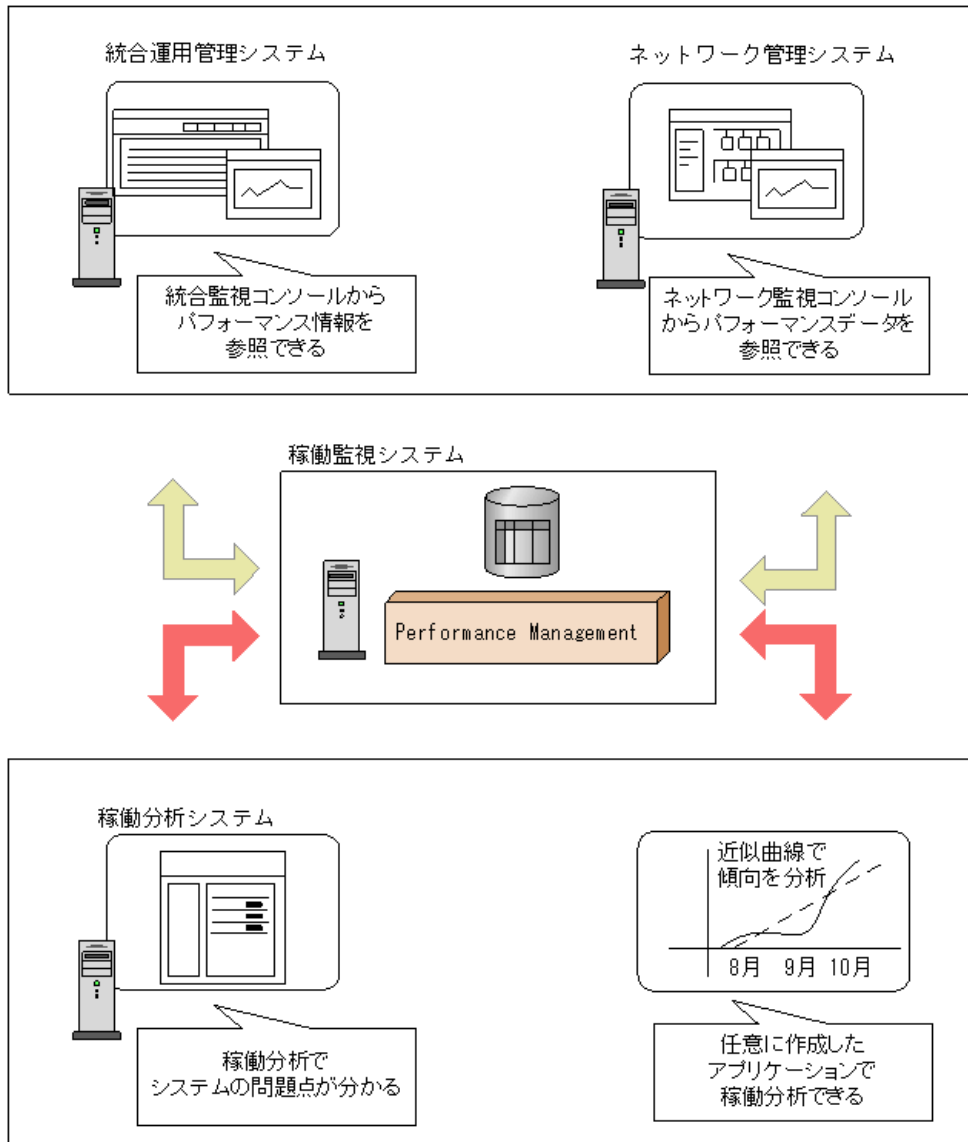 統合運用管理システム
ネットワーク管理システム
統合監視コンソールから
パフォーマンス情報を
参照できる
ネットワーク監視コンソール
からパフォーマンスデータを
参照できる
稼働監視システム
Performance Management
稼働分析システム
近似曲線で
傾向を分析
8月 9月 10月
稼働分析で
システムの問題点が分かる
任意に作成した
アプリケーションで
稼働分析できる